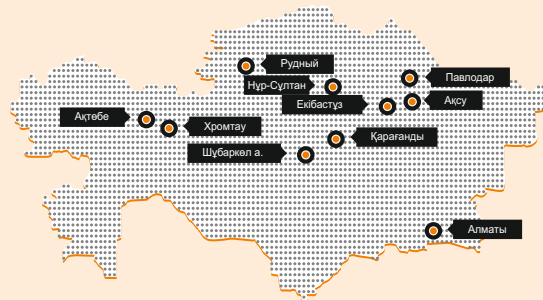 Рудный
Нұр-Сұлтан
Павлодар
Екібастұз
Ақсу
Ақтөбе
Хромтау
Қарағанды
Шұбаркөл а.
Алматы